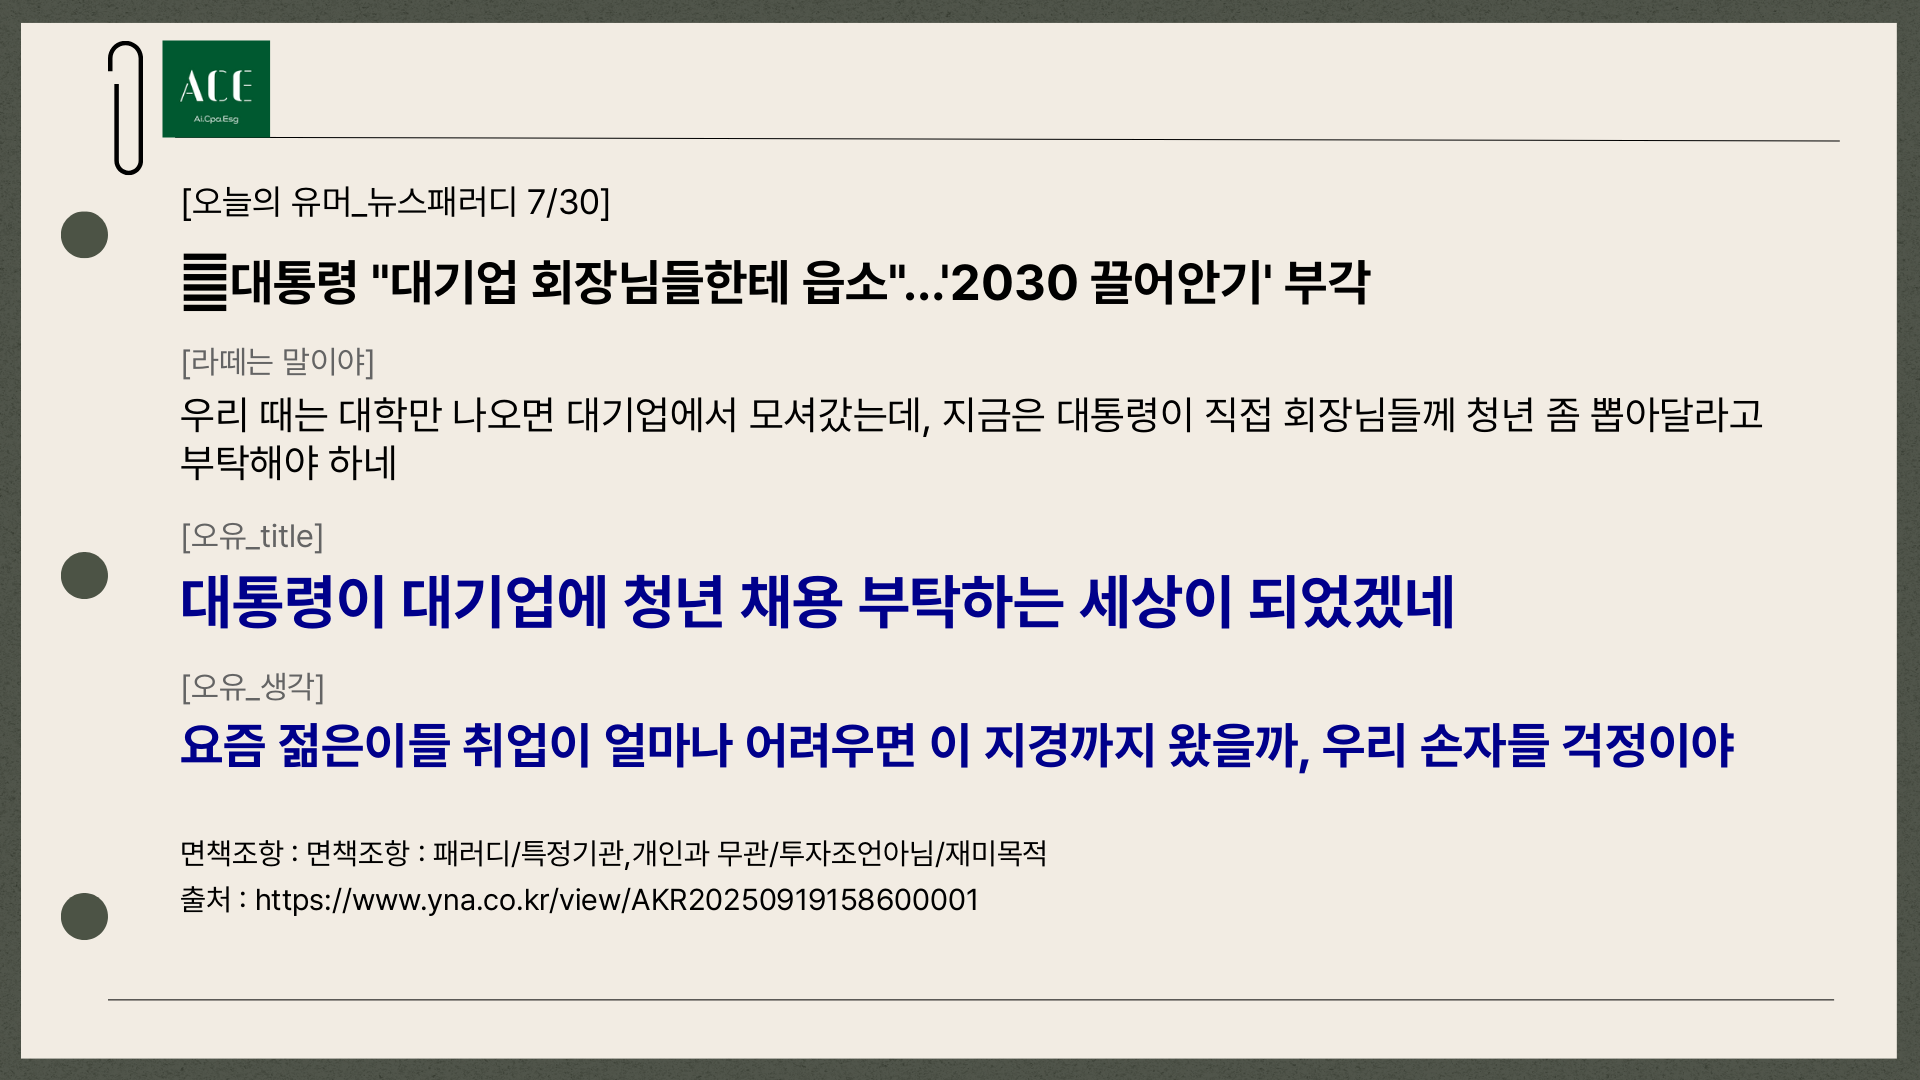 ACE
Ai.Cpa.Esg
[오늘의 유머_뉴스패러디 7/30]
䷀대통령 "대기업 회장님들한테 읍소"...'2030 끌어안기' 부각
[라떼는 말이야]
우리 때는 대학만 나오면 대기업에서 모셔갔는데, 지금은 대통령이 직접 회장님들께 청년 좀 뽑아달라고
부탁해야 하네
[오유_title]
대통령이 대기업에 청년 채용 부탁하는 세상이 되었겠네
[오유_생각]
요즘 젊은이들 취업이 얼마나 어려우면 이 지경까지 왔을까, 우리 손자들 걱정이야
면책조항 : 면책조항 : 패러디/특정기관,개인과 무관/투자조언아님/재미목적
출처 : https://www.yna.co.kr/view/AKR20250919158600001